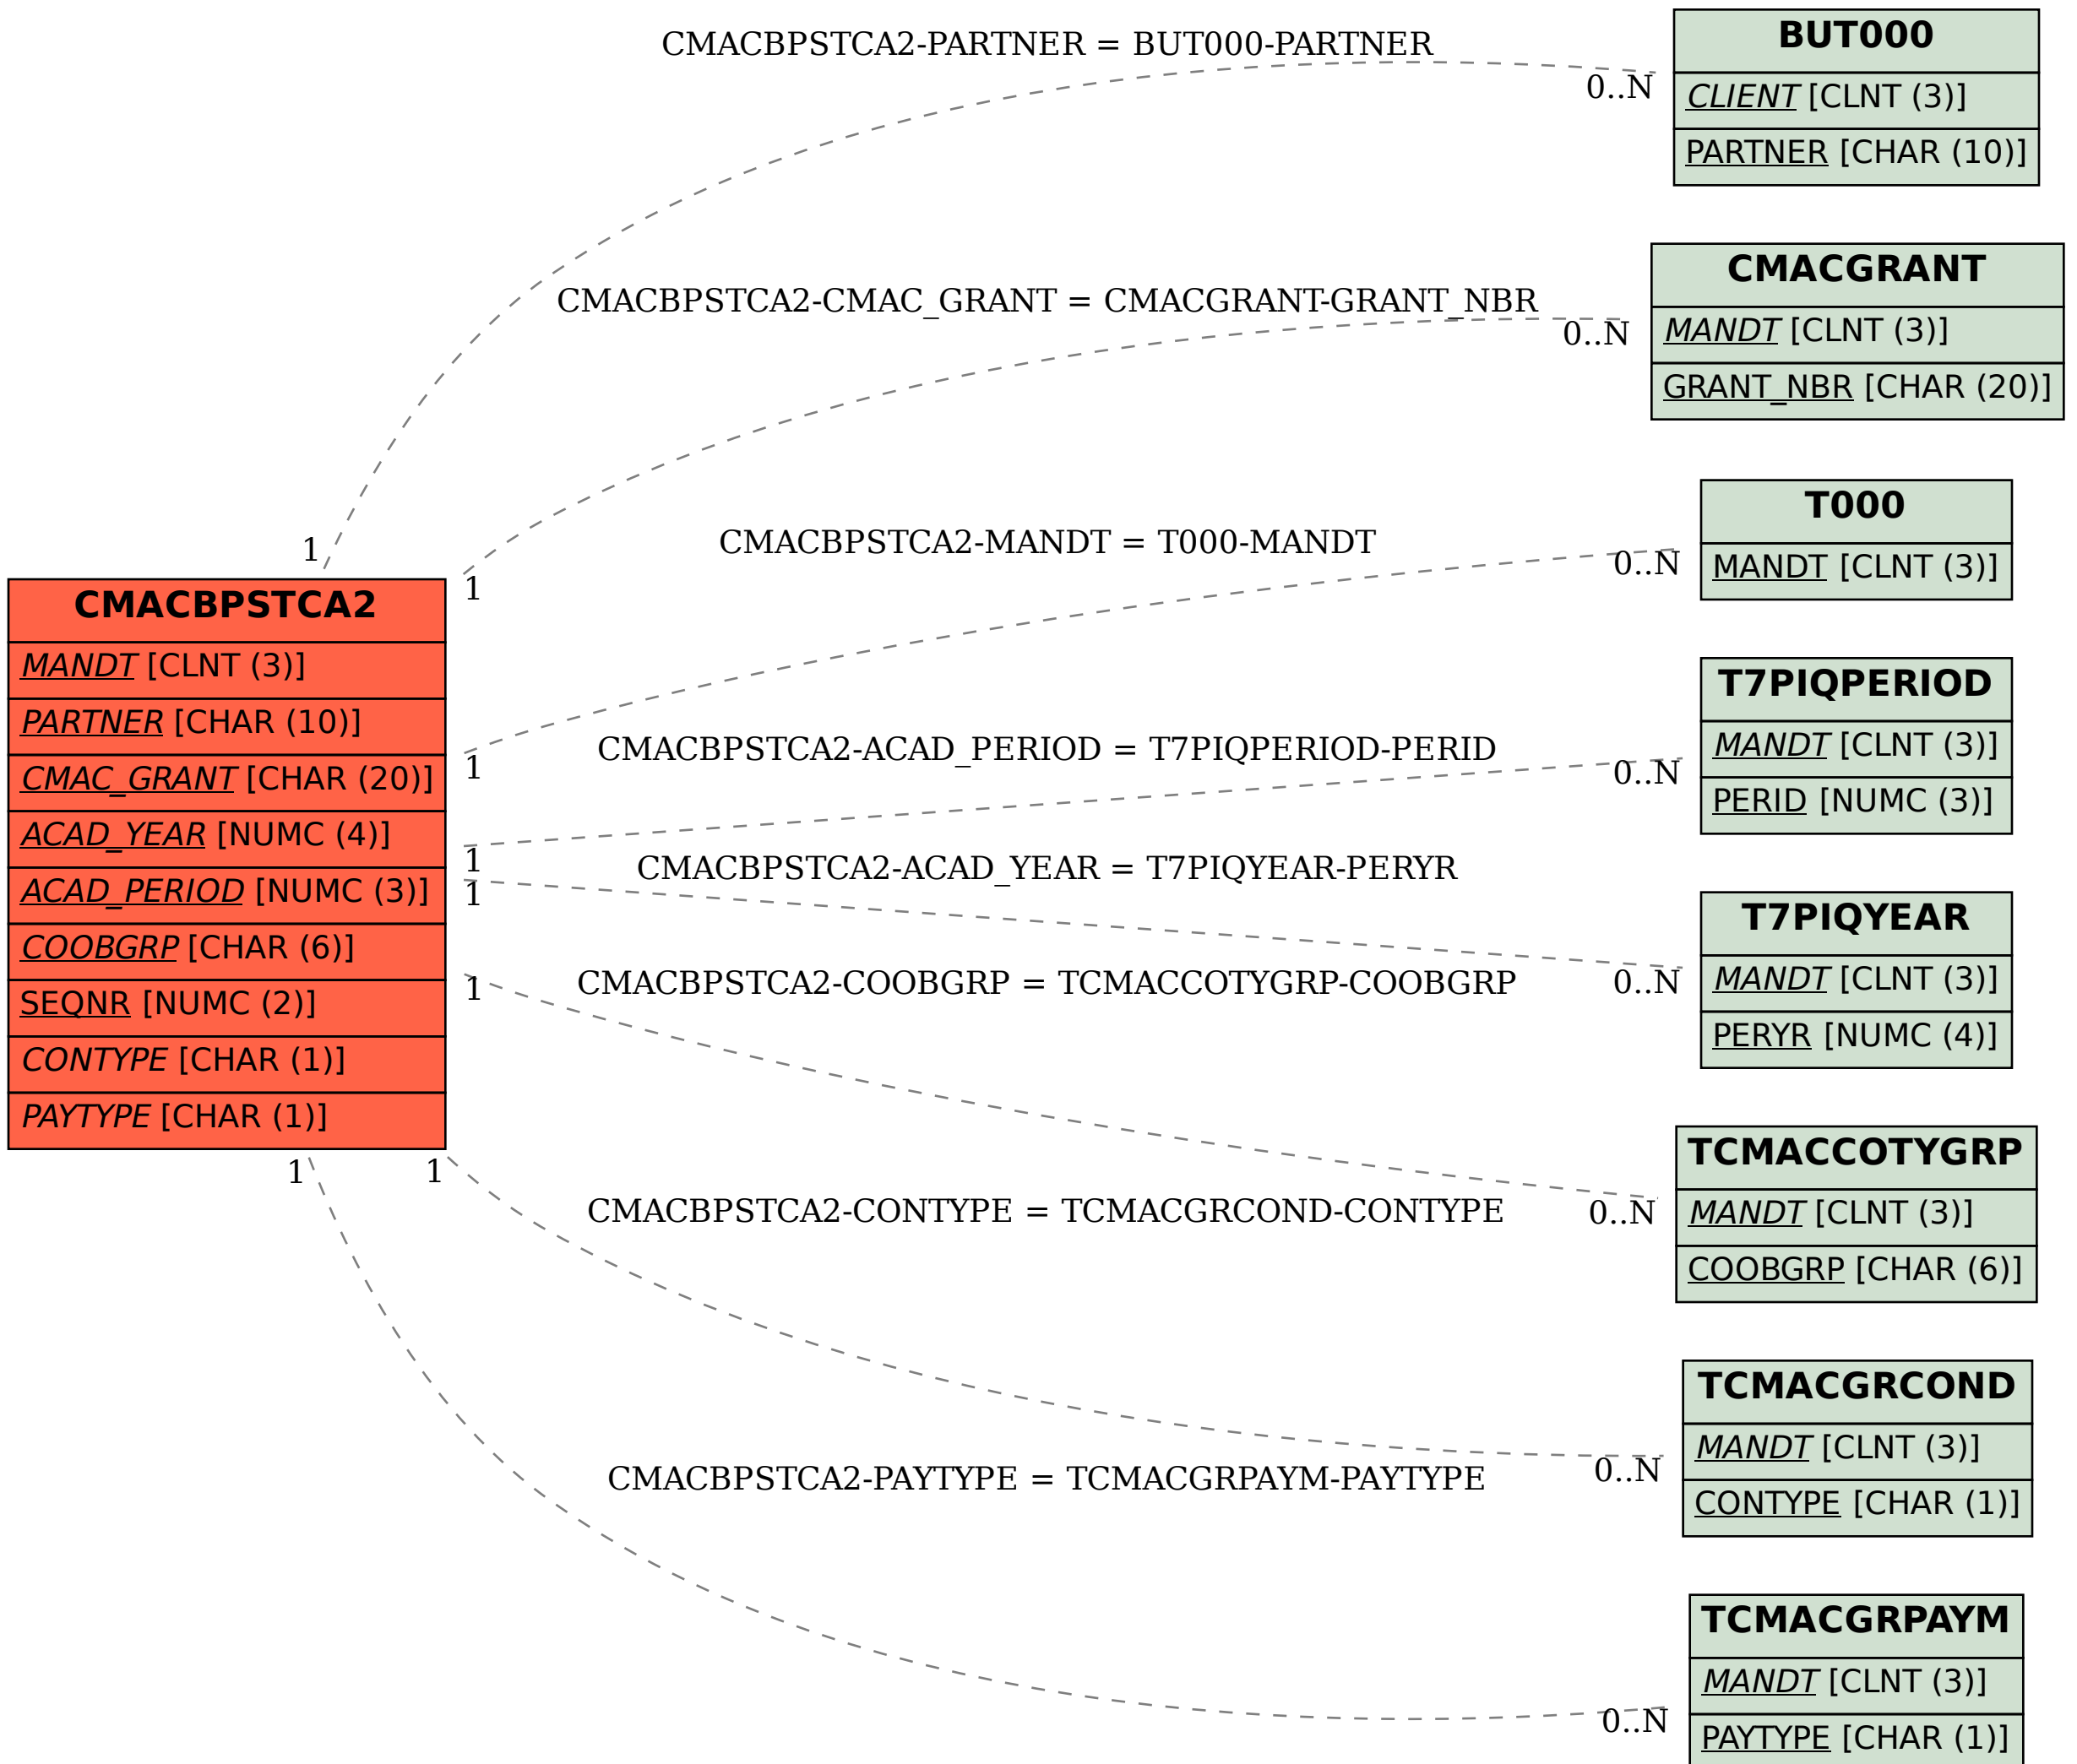 CMACBPSTCA2
MANDT [CLNT (3)]
PARTNER [CHAR (10)]
CMAC_GRANT [CHAR (20)]
ACAD_YEAR [NUMC (4)]
ACAD_PERIOD [NUMC (3)]
COOBGRP [CHAR (6)]
SEQNR [NUMC (2)]
CONTYPE [CHAR (1)]
PAYTYPE [CHAR (1)]
CMACBPSTCA2-PARTNER = BUT000-PARTNER
1
0..N
CMACBPSTCA2-CMAC_GRANT = CMACGRANT-GRANT_NBR
1
0..N
CMACBPSTCA2-MANDT = T000-MANDT
1
0..N
CMACBPSTCA2-ACAD_PERIOD = T7PIQPERIOD-PERID
1
0..N
CMACBPSTCA2-ACAD_YEAR = T7PIQYEAR-PERYR
1
0..N
CMACBPSTCA2-COOBGRP = TCMACCOTYGRP-COOBGRP
1
0..N
CMACBPSTCA2-CONTYPE = TCMACGRCOND-CONTYPE
1
0..N
CMACBPSTCA2-PAYTYPE = TCMACGRPAYM-PAYTYPE
1
0..N
BUT000
CLIENT [CLNT (3)]
PARTNER [CHAR (10)]
CMACGRANT
MANDT [CLNT (3)]
GRANT_NBR [CHAR (20)]
T000
MANDT [CLNT (3)]
T7PIQPERIOD
MANDT [CLNT (3)]
PERID [NUMC (3)]
T7PIQYEAR
MANDT [CLNT (3)]
PERYR [NUMC (4)]
TCMACCOTYGRP
MANDT [CLNT (3)]
COOBGRP [CHAR (6)]
TCMACGRCOND
MANDT [CLNT (3)]
CONTYPE [CHAR (1)]
TCMACGRPAYM
MANDT [CLNT (3)]
PAYTYPE [CHAR (1)]